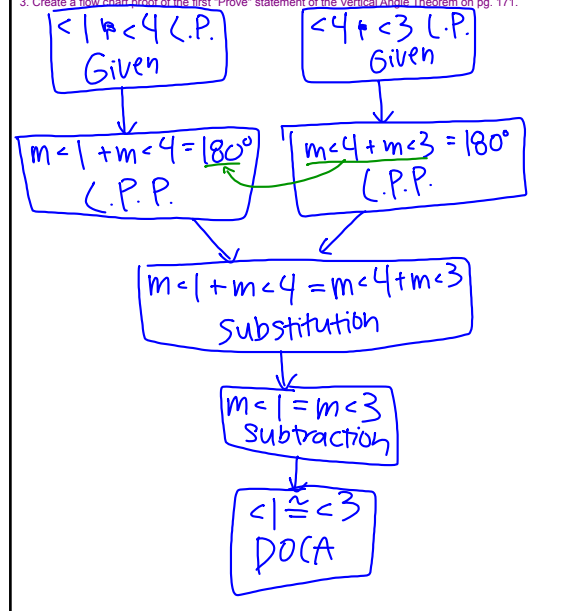 3. Create a flow chart proof of the first "Prove" statement of the Vertical Angle Theorem on pg. 171.
<1 & <4 L.P.
Given
<4 & <3 L.P.
Given
m<1 + m<4 = 180°
L.P.P.
m<4 + m<3 = 180°
L.P.P.
m<1 + m<4 = m<4 + m<3
Substitution
m<1 = m<3
Subtraction
<1 ≅ <3
DOCA